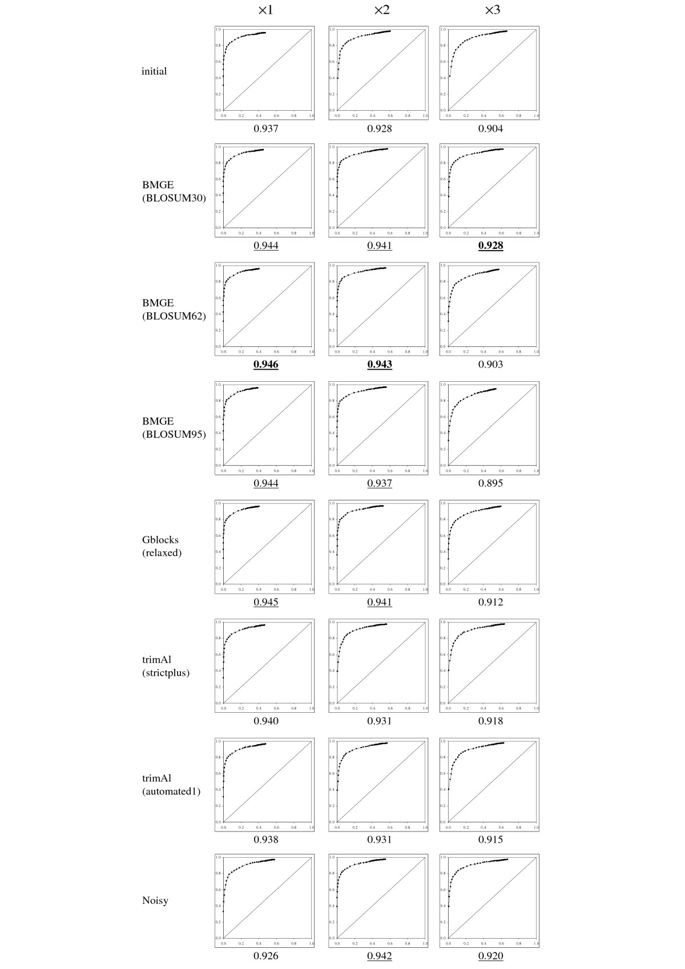 ×1 ×2 ×3
initial
0.937 0.928 0.904
BMGE
(BLOSUM30)
0.944 0.941 0.928
BMGE
(BLOSUM62)
0.946 0.943 0.903
BMGE
(BLOSUM95)
0.944 0.937 0.895
Gblocks
(relaxed)
0.945 0.941 0.912
trimAl
(strictplus)
0.940 0.931 0.918
trimAl
(automated1)
0.938 0.931 0.915
Noisy
0.926 0.942 0.920